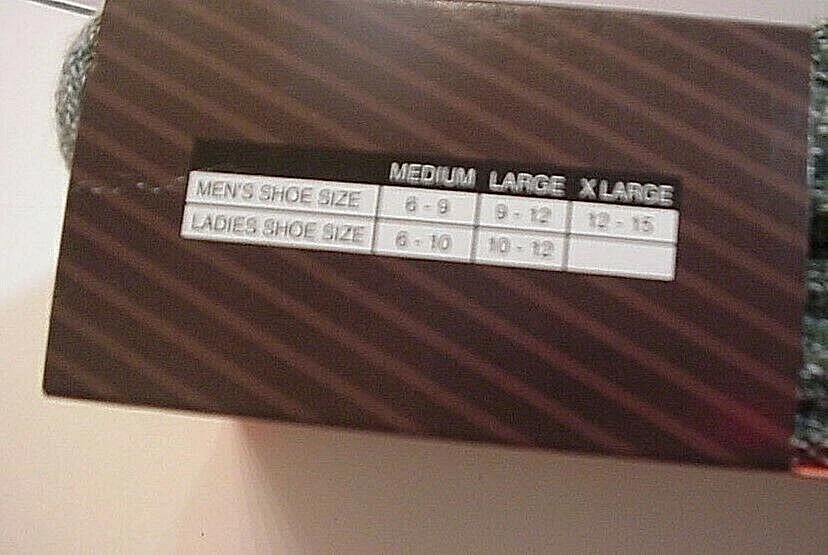 MEDIUM LARGE X LARGE
MEN'S SHOE SIZE 6 - 9 9 - 12 12 - 15
LADIES SHOE SIZE 6 - 10 10 - 12